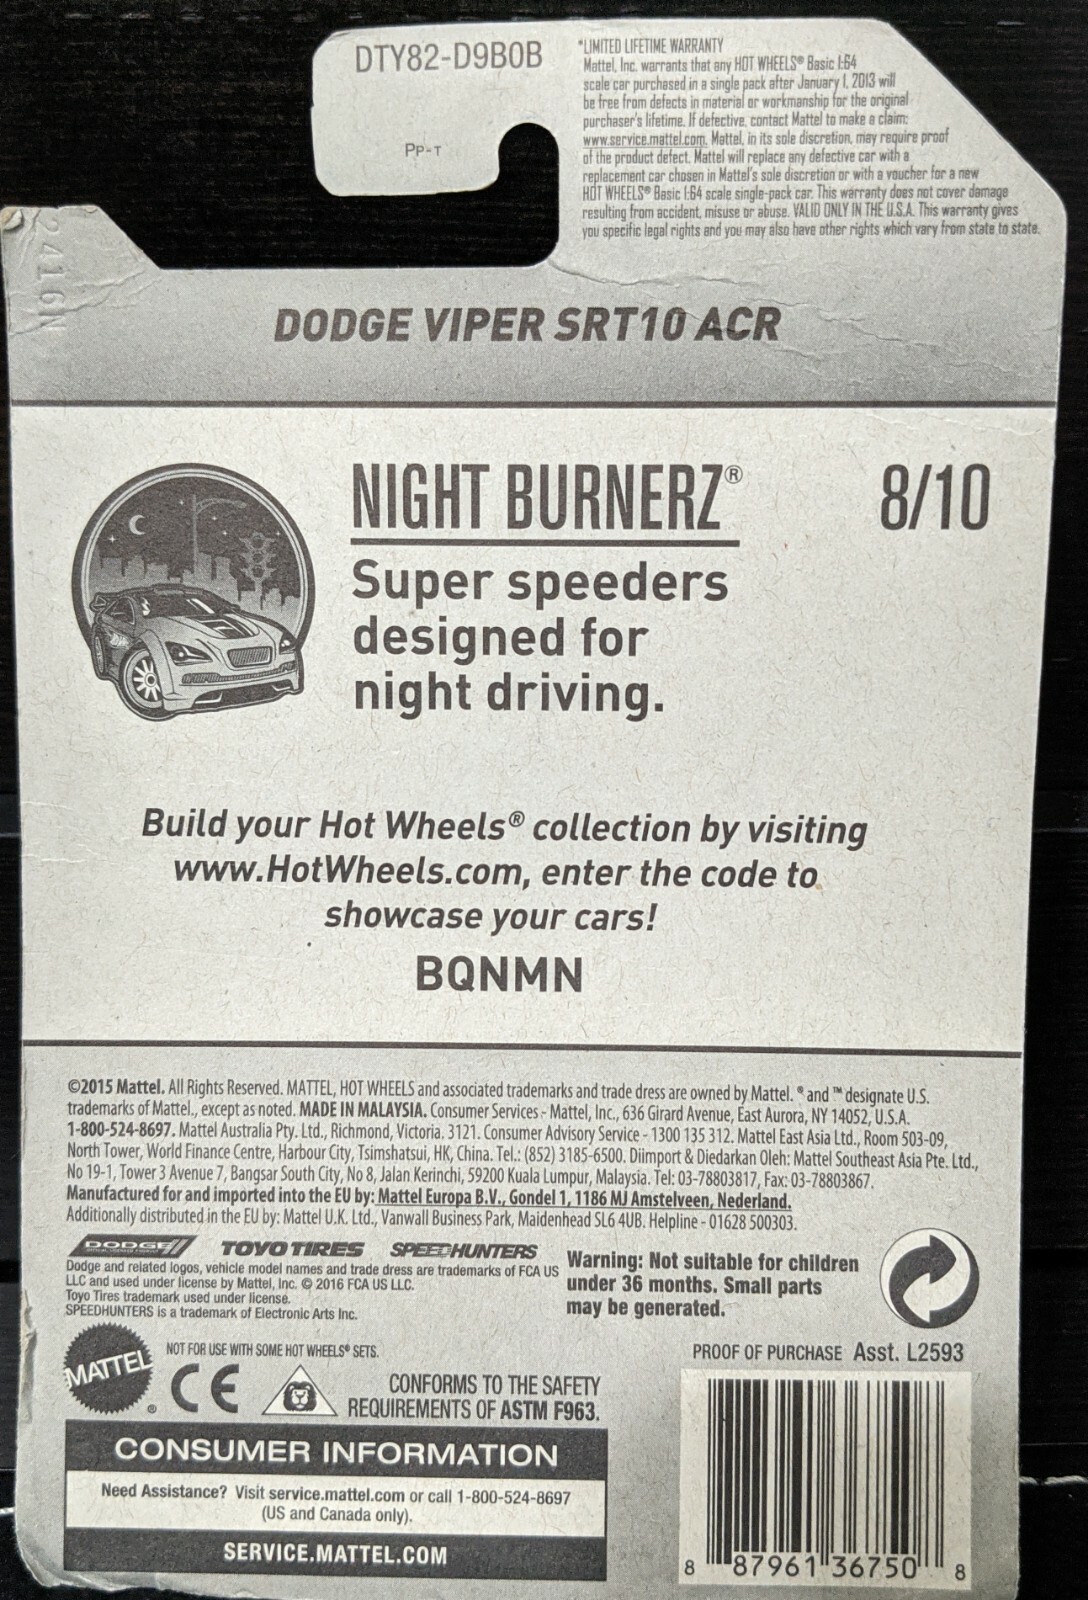 DTY82-D9B0B
PP-T
*LIMITED LIFETIME WARRANTY
Mattel, Inc. warrants that any HOT WHEELS® Basic 1:64
scale car purchased in a single pack after January 1, 2013 will
be free from defects in material or workmanship for the original
purchaser's lifetime. If defective, contact Mattel to make a claim:
www.service.mattel.com. Mattel, in its sole discretion, may require proof
of the product defect. Mattel will replace any defective car with a
replacement car chosen in Mattel's sole discretion or with a voucher for a new
HOT WHEELS® Basic 1:64 scale single-pack car. This warranty does not cover damage
resulting from accident, misuse or abuse. VALID ONLY IN THE U.S.A. This warranty gives
you specific legal rights and you may also have other rights which vary from state to state.
2416N
DODGE VIPER SRT10 ACR
NIGHT BURNERZ®
8/10
Super speeders
designed for
night driving.
Build your Hot Wheels® collection by visiting
www.HotWheels.com, enter the code to
showcase your cars!
BQNMN
©2015 Mattel. All Rights Reserved. MATTEL, HOT WHEELS and associated trademarks and trade dress are owned by Mattel. ® and ™ designate U.S.
trademarks of Mattel., except as noted. MADE IN MALAYSIA. Consumer Services - Mattel, Inc., 636 Girard Avenue, East Aurora, NY 14052, U.S.A.
1-800-524-8697. Mattel Australia Pty. Ltd., Richmond, Victoria. 3121. Consumer Advisory Service - 1300 135 312. Mattel East Asia Ltd., Room 503-09,
North Tower, World Finance Centre, Harbour City, Tsimshatsui, HK, China. Tel.: (852) 3185-6500. Diimport & Diedarkan Oleh: Mattel Southeast Asia Pte. Ltd.,
No 19-1, Tower 3 Avenue 7, Bangsar South City, No 8, Jalan Kerinchi, 59200 Kuala Lumpur, Malaysia. Tel: 03-78803817, Fax: 03-78803867.
Manufactured for and imported into the EU by: Mattel Europa B.V., Gondel 1, 1186 MJ Amstelveen, Nederland.
Additionally distributed in the EU by: Mattel U.K. Ltd., Vanwall Business Park, Maidenhead SL6 4UB. Helpline - 01628 500303.
DODGE TOYO TIRES SPEEDHUNTERS
Dodge and related logos, vehicle model names and trade dress are trademarks of FCA US
LLC and used under license by Mattel, Inc. © 2016 FCA US LLC.
Toyo Tires trademark used under license.
SPEEDHUNTERS is a trademark of Electronic Arts Inc.
Warning: Not suitable for children
under 36 months. Small parts
may be generated.
MATTEL ®
NOT FOR USE WITH SOME HOT WHEELS® SETS.
CE
CONFORMS TO THE SAFETY
REQUIREMENTS OF ASTM F963.
PROOF OF PURCHASE Asst. L2593
CONSUMER INFORMATION
Need Assistance? Visit service.mattel.com or call 1-800-524-8697
(US and Canada only).
SERVICE.MATTEL.COM
8 87961 36750 8